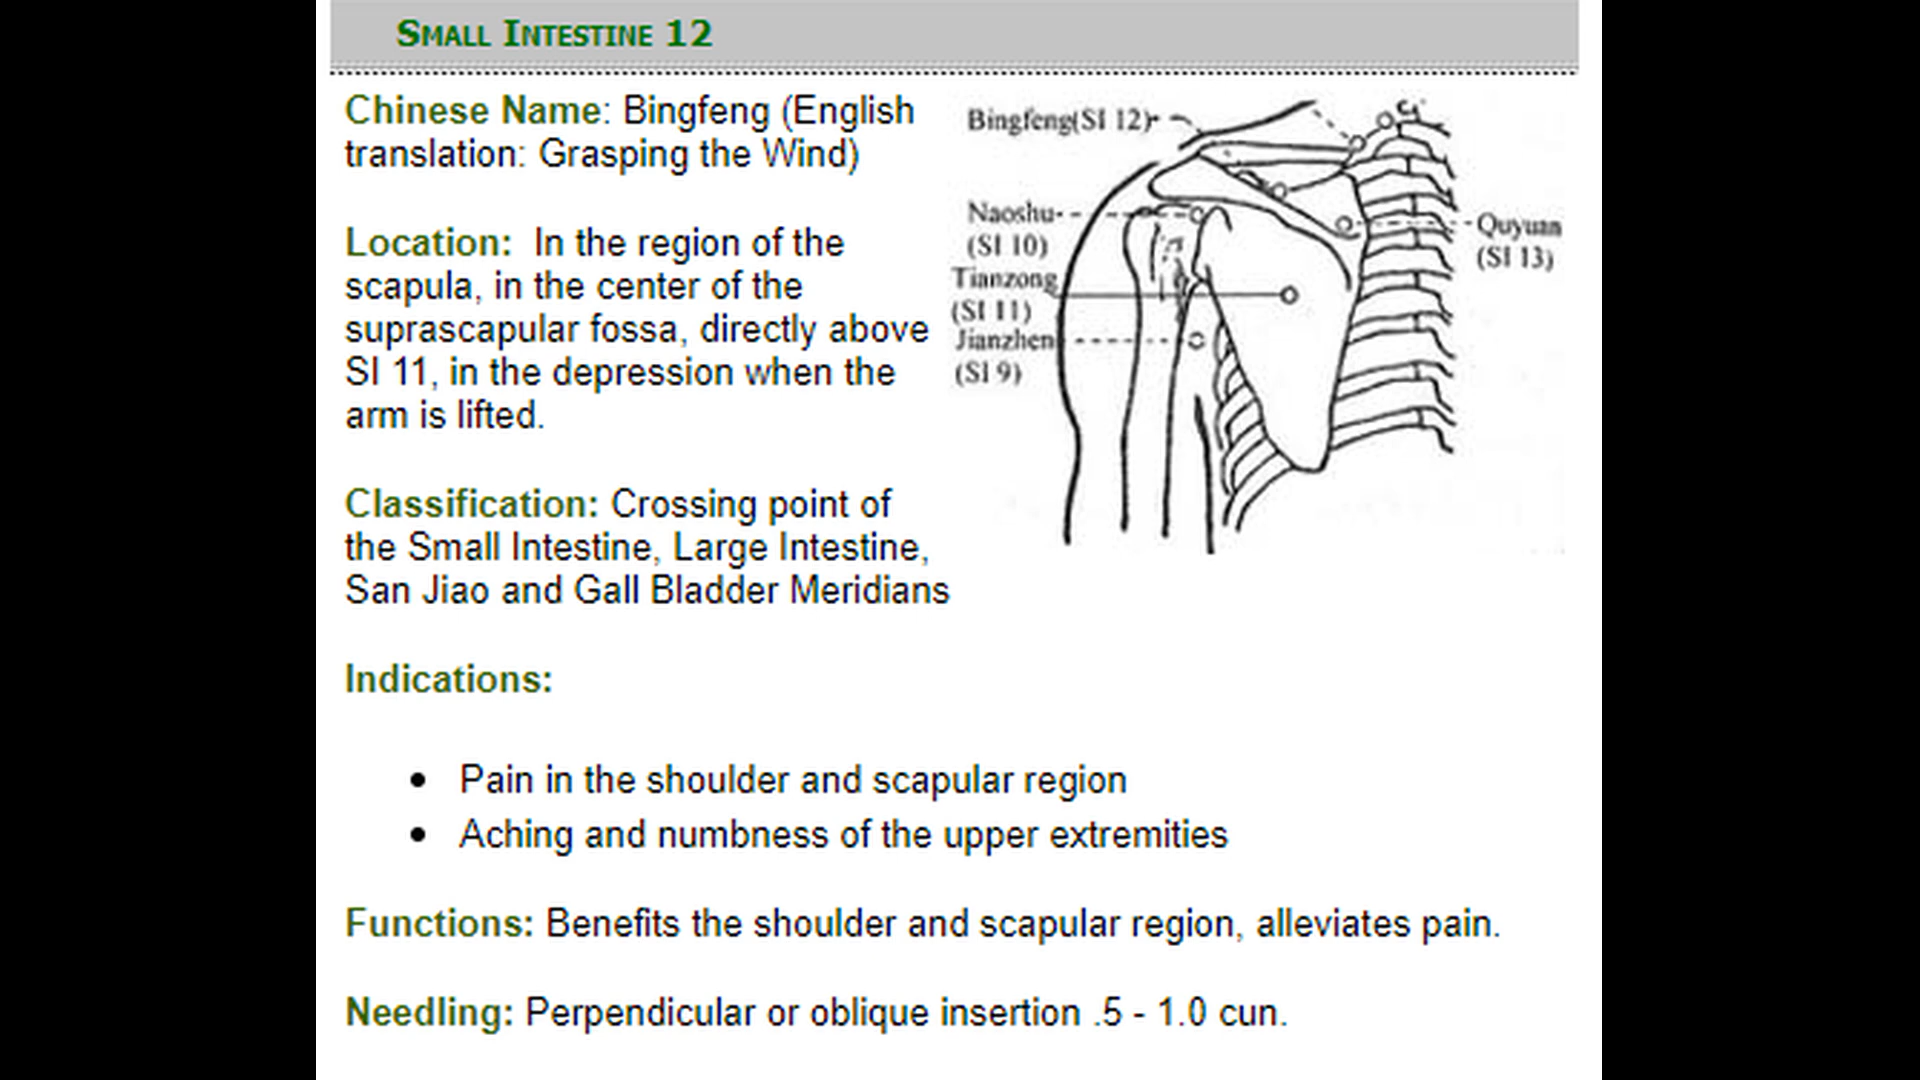 SMALL INTESTINE 12
Chinese Name: Bingfeng (English
translation: Grasping the Wind)
Location: In the region of the
scapula, in the center of the
suprascapular fossa, directly above
SI 11, in the depression when the
arm is lifted.
Classification: Crossing point of
the Small Intestine, Large Intestine,
San Jiao and Gall Bladder Meridians
Bingfeng(SI 12)
Naoshu
(SI 10)
Tianzong
(SI 11)
Jianzhen
(SI 9)
Quyuan
(SI 13)
Indications:
• Pain in the shoulder and scapular region
• Aching and numbness of the upper extremities
Functions: Benefits the shoulder and scapular region, alleviates pain.
Needling: Perpendicular or oblique insertion .5 - 1.0 cun.